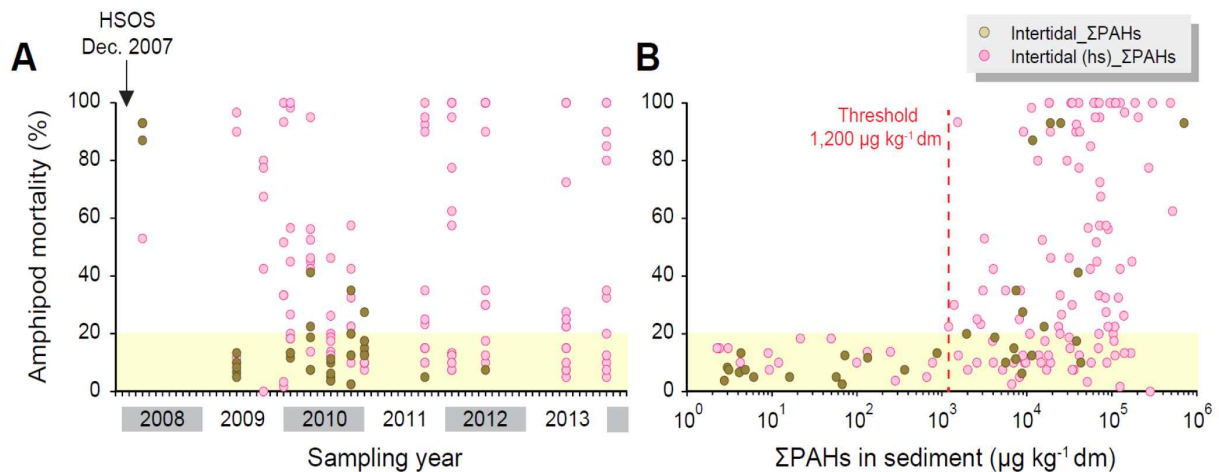 HSOS
Dec. 2007
A
Amphipod mortality (%)
100
80
60
40
20
0
2008
2009
2010
2011
2012
2013
Sampling year
B
Intertidal_ΣPAHs
Intertidal (hs)_ΣPAHs
Threshold
1,200 μg kg⁻¹ dm
100
80
60
40
20
0
10⁰ 10¹ 10² 10³ 10⁴ 10⁵ 10⁶
ΣPAHs in sediment (μg kg⁻¹ dm)